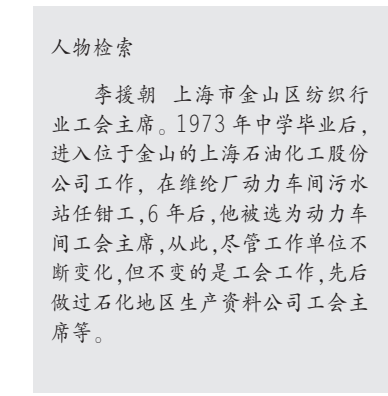 人物检索
李援朝 上海市金山区纺织行
业工会主席。1973年中学毕业后,
进入位于金山的上海石油化工股份
公司工作，在维纶厂动力车间污水
站任钳工,6年后,他被选为动力车
间工会主席,从此,尽管工作单位不
断变化,但不变的是工会工作,先后
做过石化地区生产资料公司工会主
席等。